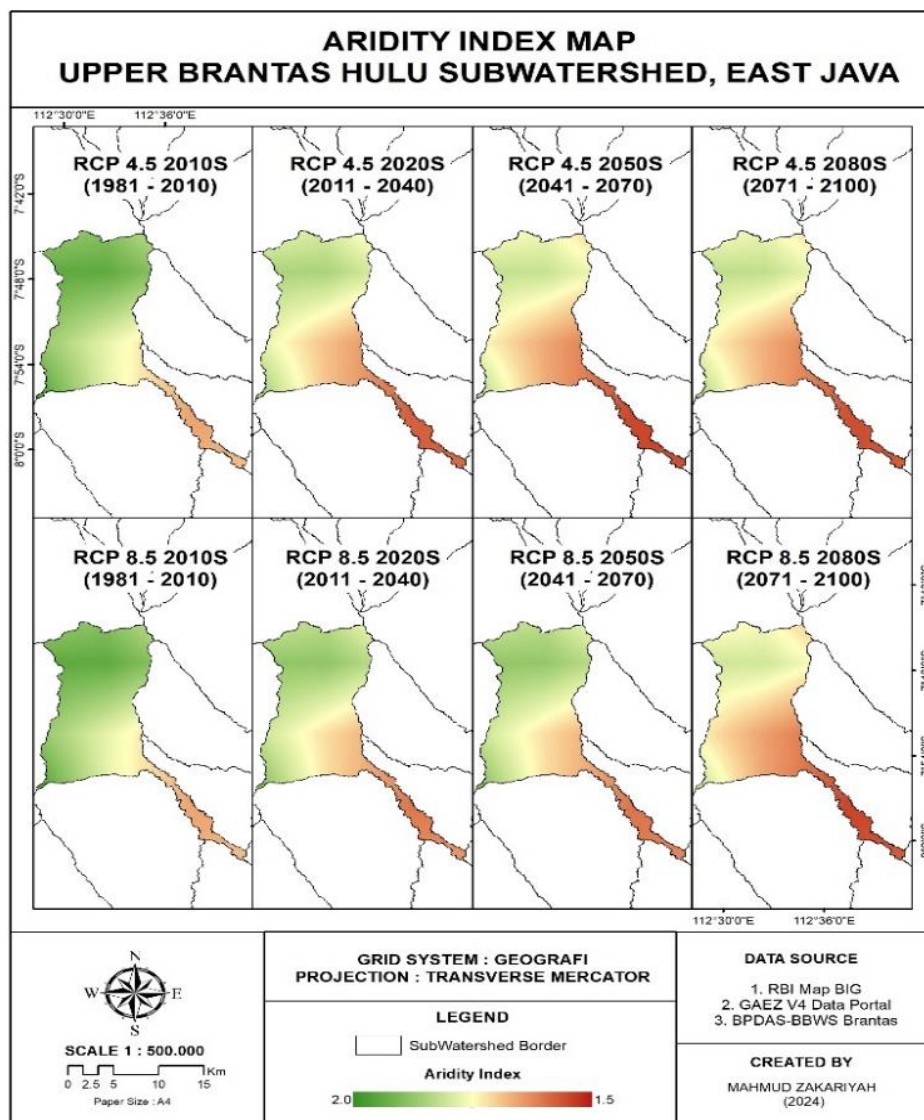 ARIDITY INDEX MAP
UPPER BRANTAS HULU SUBWATERSHED, EAST JAVA
112°30'0"E 112°36'0"E
RCP 4.5 2010S
(1981 - 2010)
RCP 4.5 2020S
(2011 - 2040)
RCP 4.5 2050S
(2041 - 2070)
RCP 4.5 2080S
(2071 - 2100)
7°42'0"S
7°48'0"S
7°54'0"S
8°0'0"S
RCP 8.5 2010S
(1981 - 2010)
RCP 8.5 2020S
(2011 - 2040)
RCP 8.5 2050S
(2041 - 2070)
RCP 8.5 2080S
(2071 - 2100)
112°30'0"E 112°36'0"E
N
W E
S
SCALE 1 : 500.000
0 2.5 5 10 15 Km
Paper Size : A4
GRID SYSTEM : GEOGRAFI
PROJECTION : TRANSVERSE MERCATOR
LEGEND
SubWatershed Border
Aridity Index
2.0 1.5
DATA SOURCE
1. RBI Map BIG
2. GAEZ V4 Data Portal
3. BPDAS-BBWS Brantas
CREATED BY
MAHMUD ZAKARIYAH
(2024)